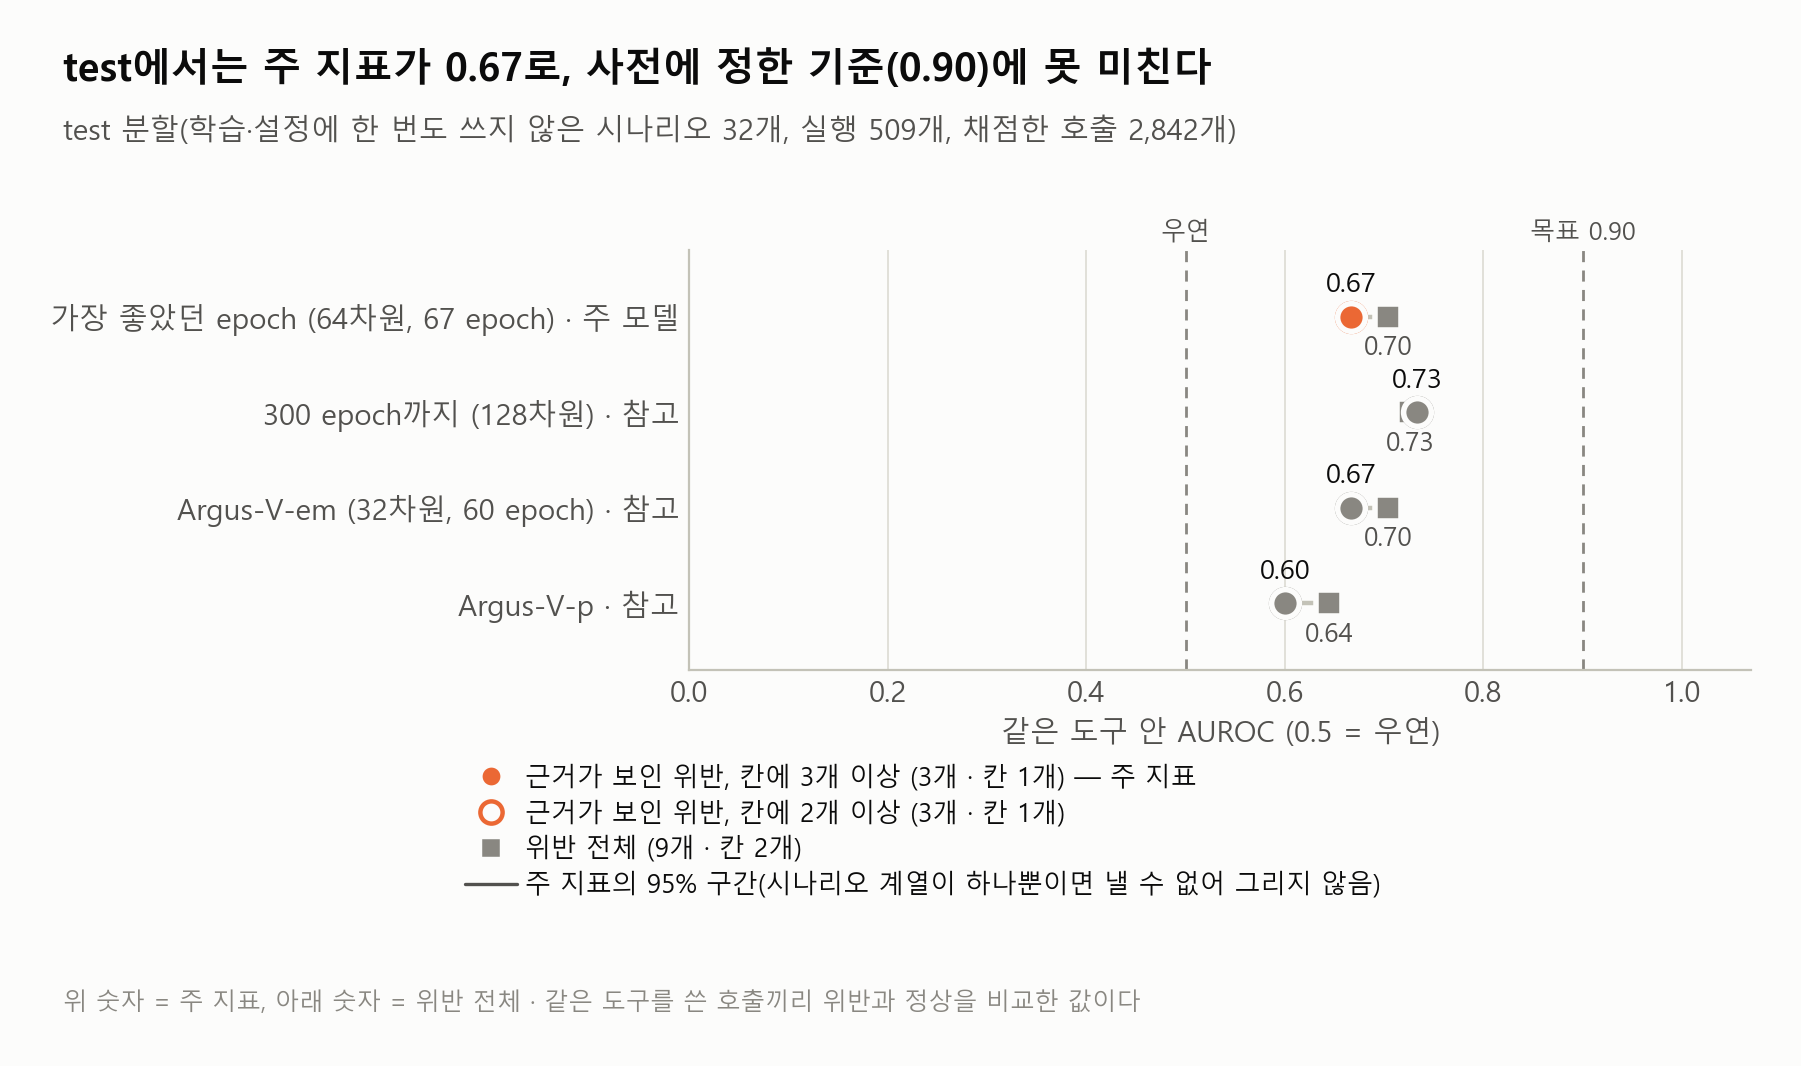 test에서는 주 지표가 0.67로, 사전에 정한 기준(0.90)에 못 미친다
test 분할(학습·설정에 한 번도 쓰지 않은 시나리오 32개, 실행 509개, 채점한 호출 2,842개)
우연
목표 0.90
가장 좋았던 epoch (64차원, 67 epoch) · 주 모델
0.67
0.70
300 epoch까지 (128차원) · 참고
0.73
0.73
Argus-V-em (32차원, 60 epoch) · 참고
0.67
0.70
Argus-V-p · 참고
0.60
0.64
0.0 0.2 0.4 0.6 0.8 1.0
같은 도구 안 AUROC (0.5 = 우연)
근거가 보인 위반, 칸에 3개 이상 (3개 · 칸 1개) — 주 지표
근거가 보인 위반, 칸에 2개 이상 (3개 · 칸 1개)
위반 전체 (9개 · 칸 2개)
주 지표의 95% 구간(시나리오 계열이 하나뿐이면 낼 수 없어 그리지 않음)
위 숫자 = 주 지표, 아래 숫자 = 위반 전체 · 같은 도구를 쓴 호출끼리 위반과 정상을 비교한 값이다